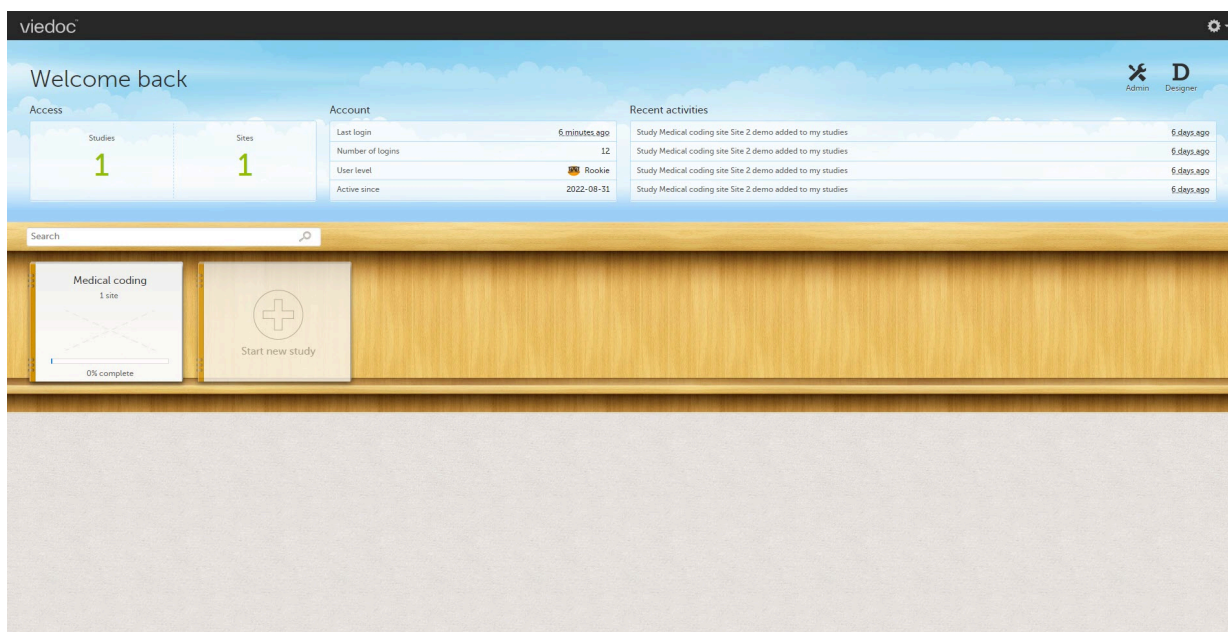 viedoc™
Welcome back
Admin
Designer
Access
Studies
1
Sites
1
Account
Last login 6 minutes ago
Number of logins 12
User level Rookie
Active since 2022-08-31
Recent activities
Study Medical coding site Site 2 demo added to my studies 6 days ago
Study Medical coding site Site 2 demo added to my studies 6 days ago
Study Medical coding site Site 2 demo added to my studies 6 days ago
Study Medical coding site Site 2 demo added to my studies 6 days ago
Search
Medical coding
1 site
0% complete
Start new study